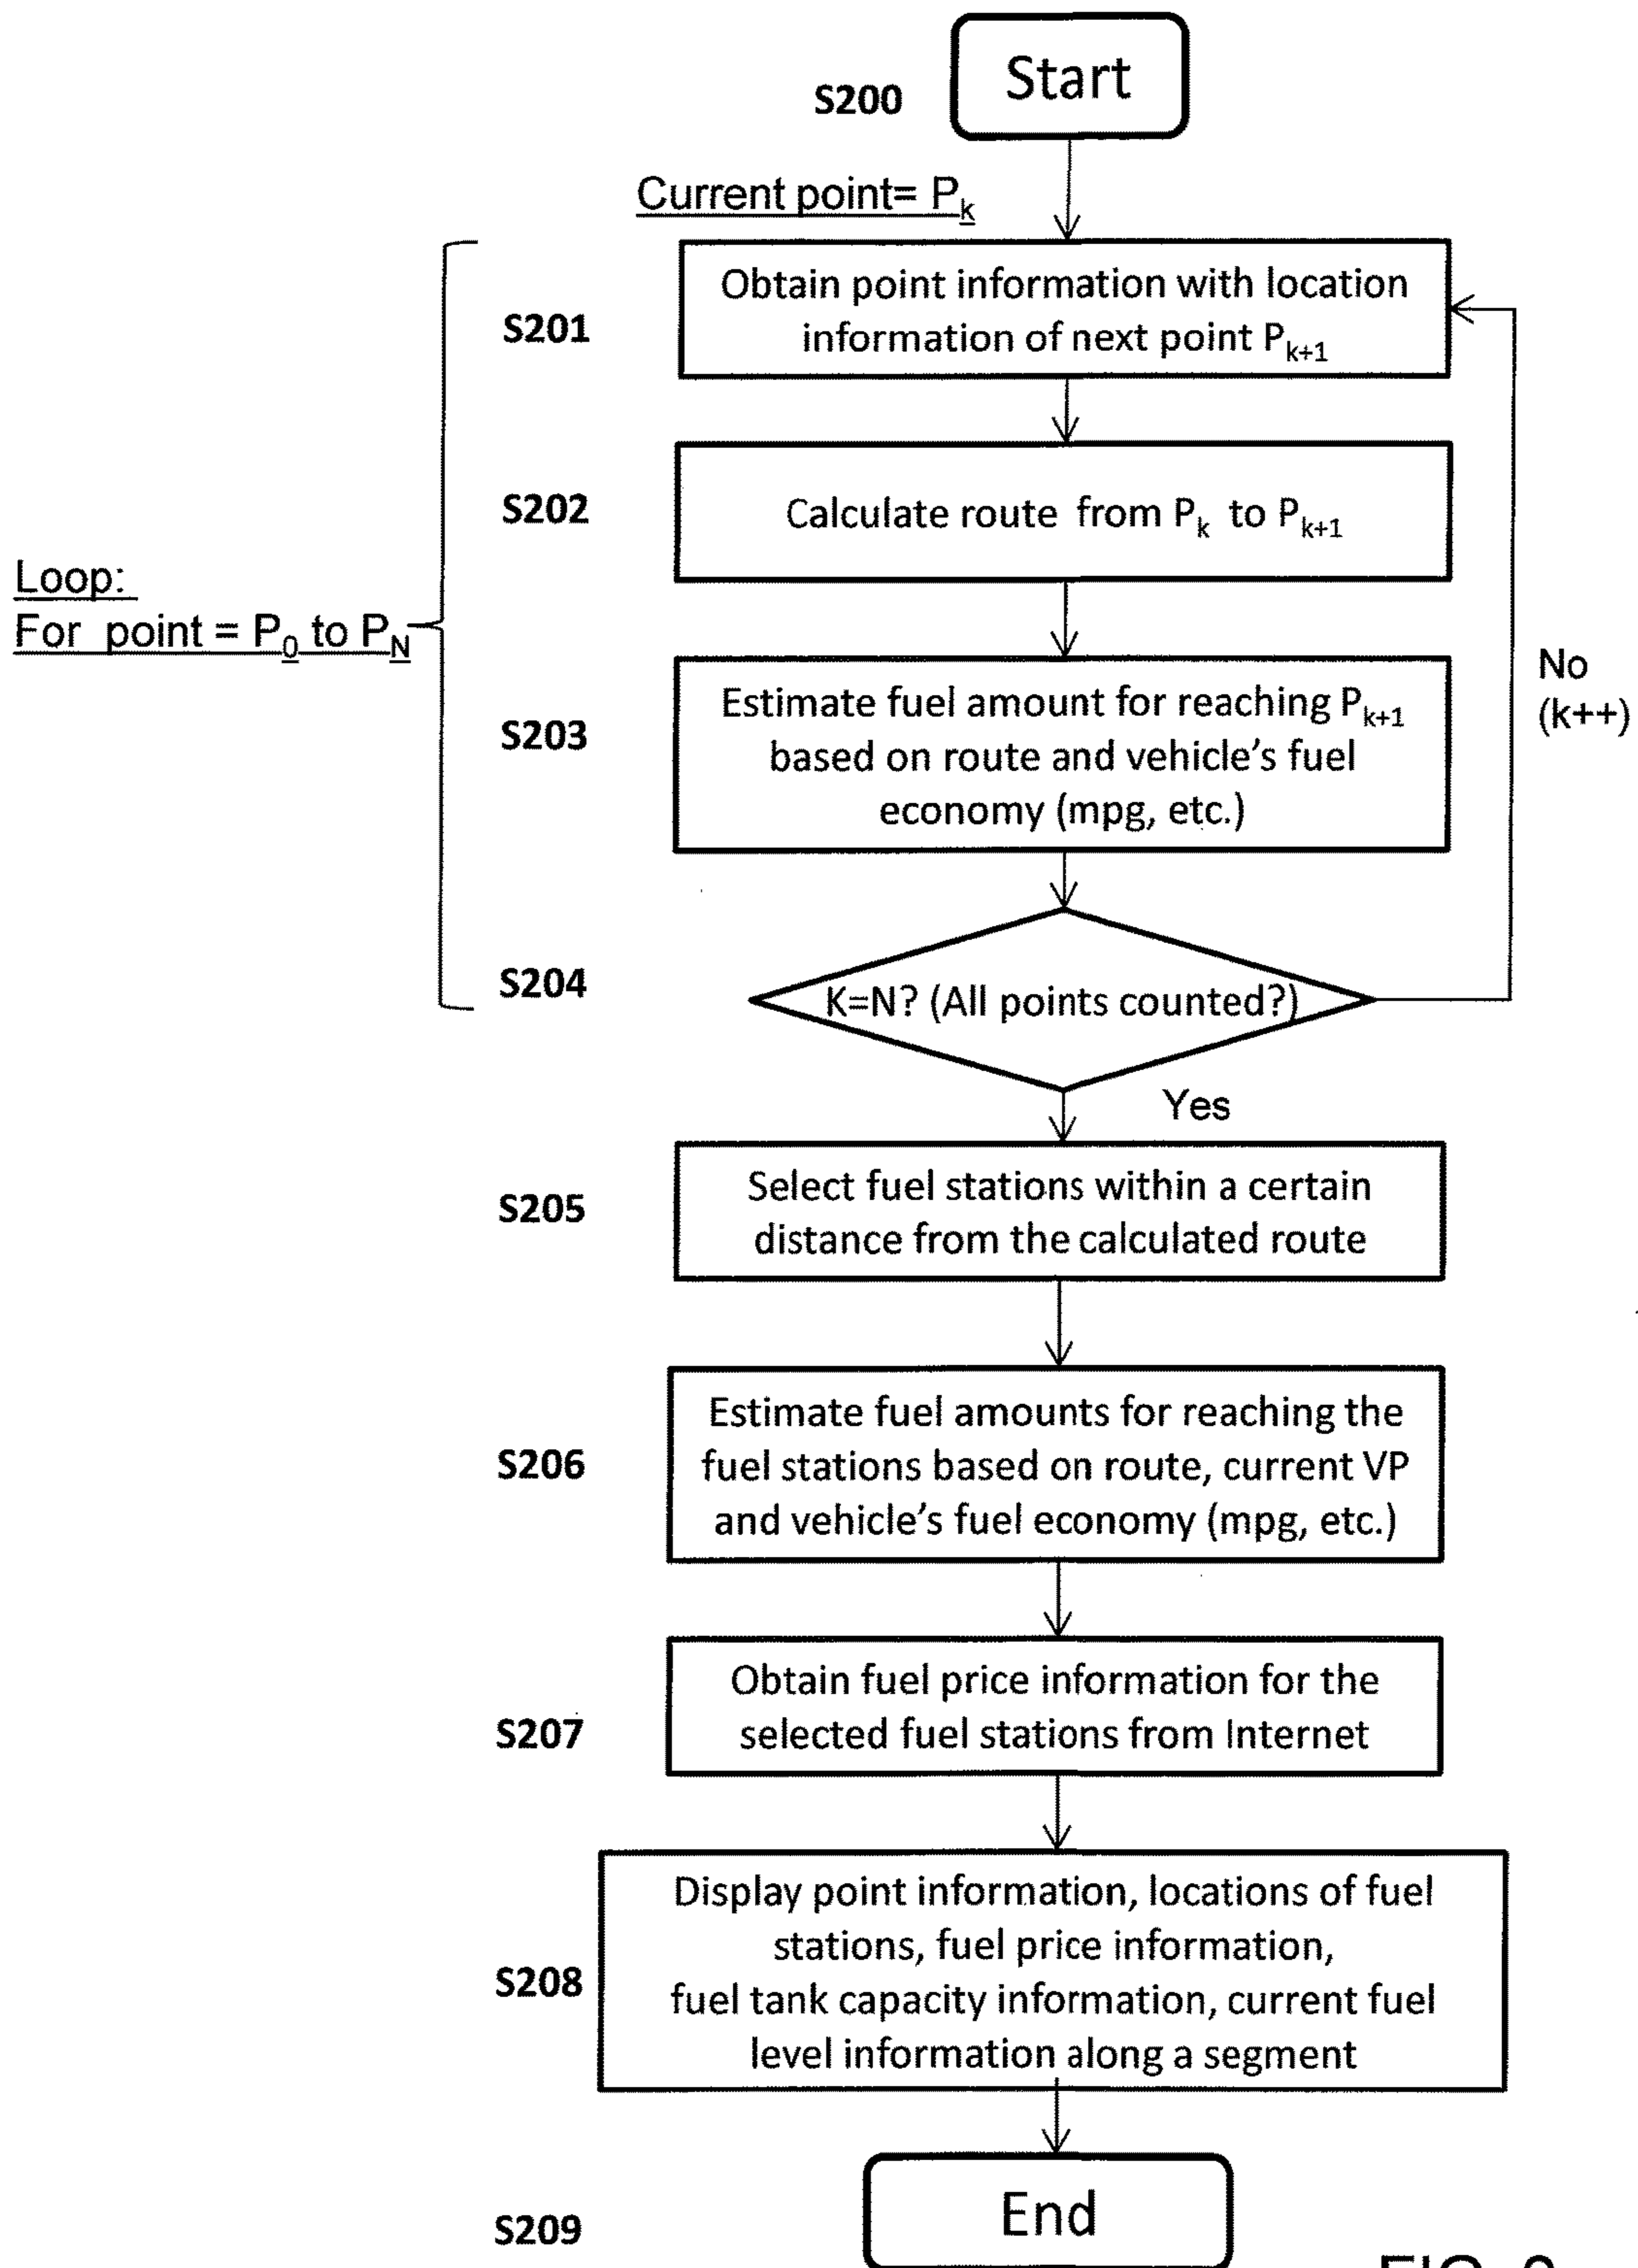 S200
Start
Current point= Pk
S201
Obtain point information with location
information of next point Pk+1
S202
Calculate route from Pk to Pk+1
Loop:
For point = P0 to PN
S203
Estimate fuel amount for reaching Pk+1
based on route and vehicle's fuel
economy (mpg, etc.)
No
(k++)
S204
K=N? (All points counted?)
Yes
S205
Select fuel stations within a certain
distance from the calculated route
S206
Estimate fuel amounts for reaching the
fuel stations based on route, current VP
and vehicle's fuel economy (mpg, etc.)
S207
Obtain fuel price information for the
selected fuel stations from Internet
S208
Display point information, locations of fuel
stations, fuel price information,
fuel tank capacity information, current fuel
level information along a segment
S209
End